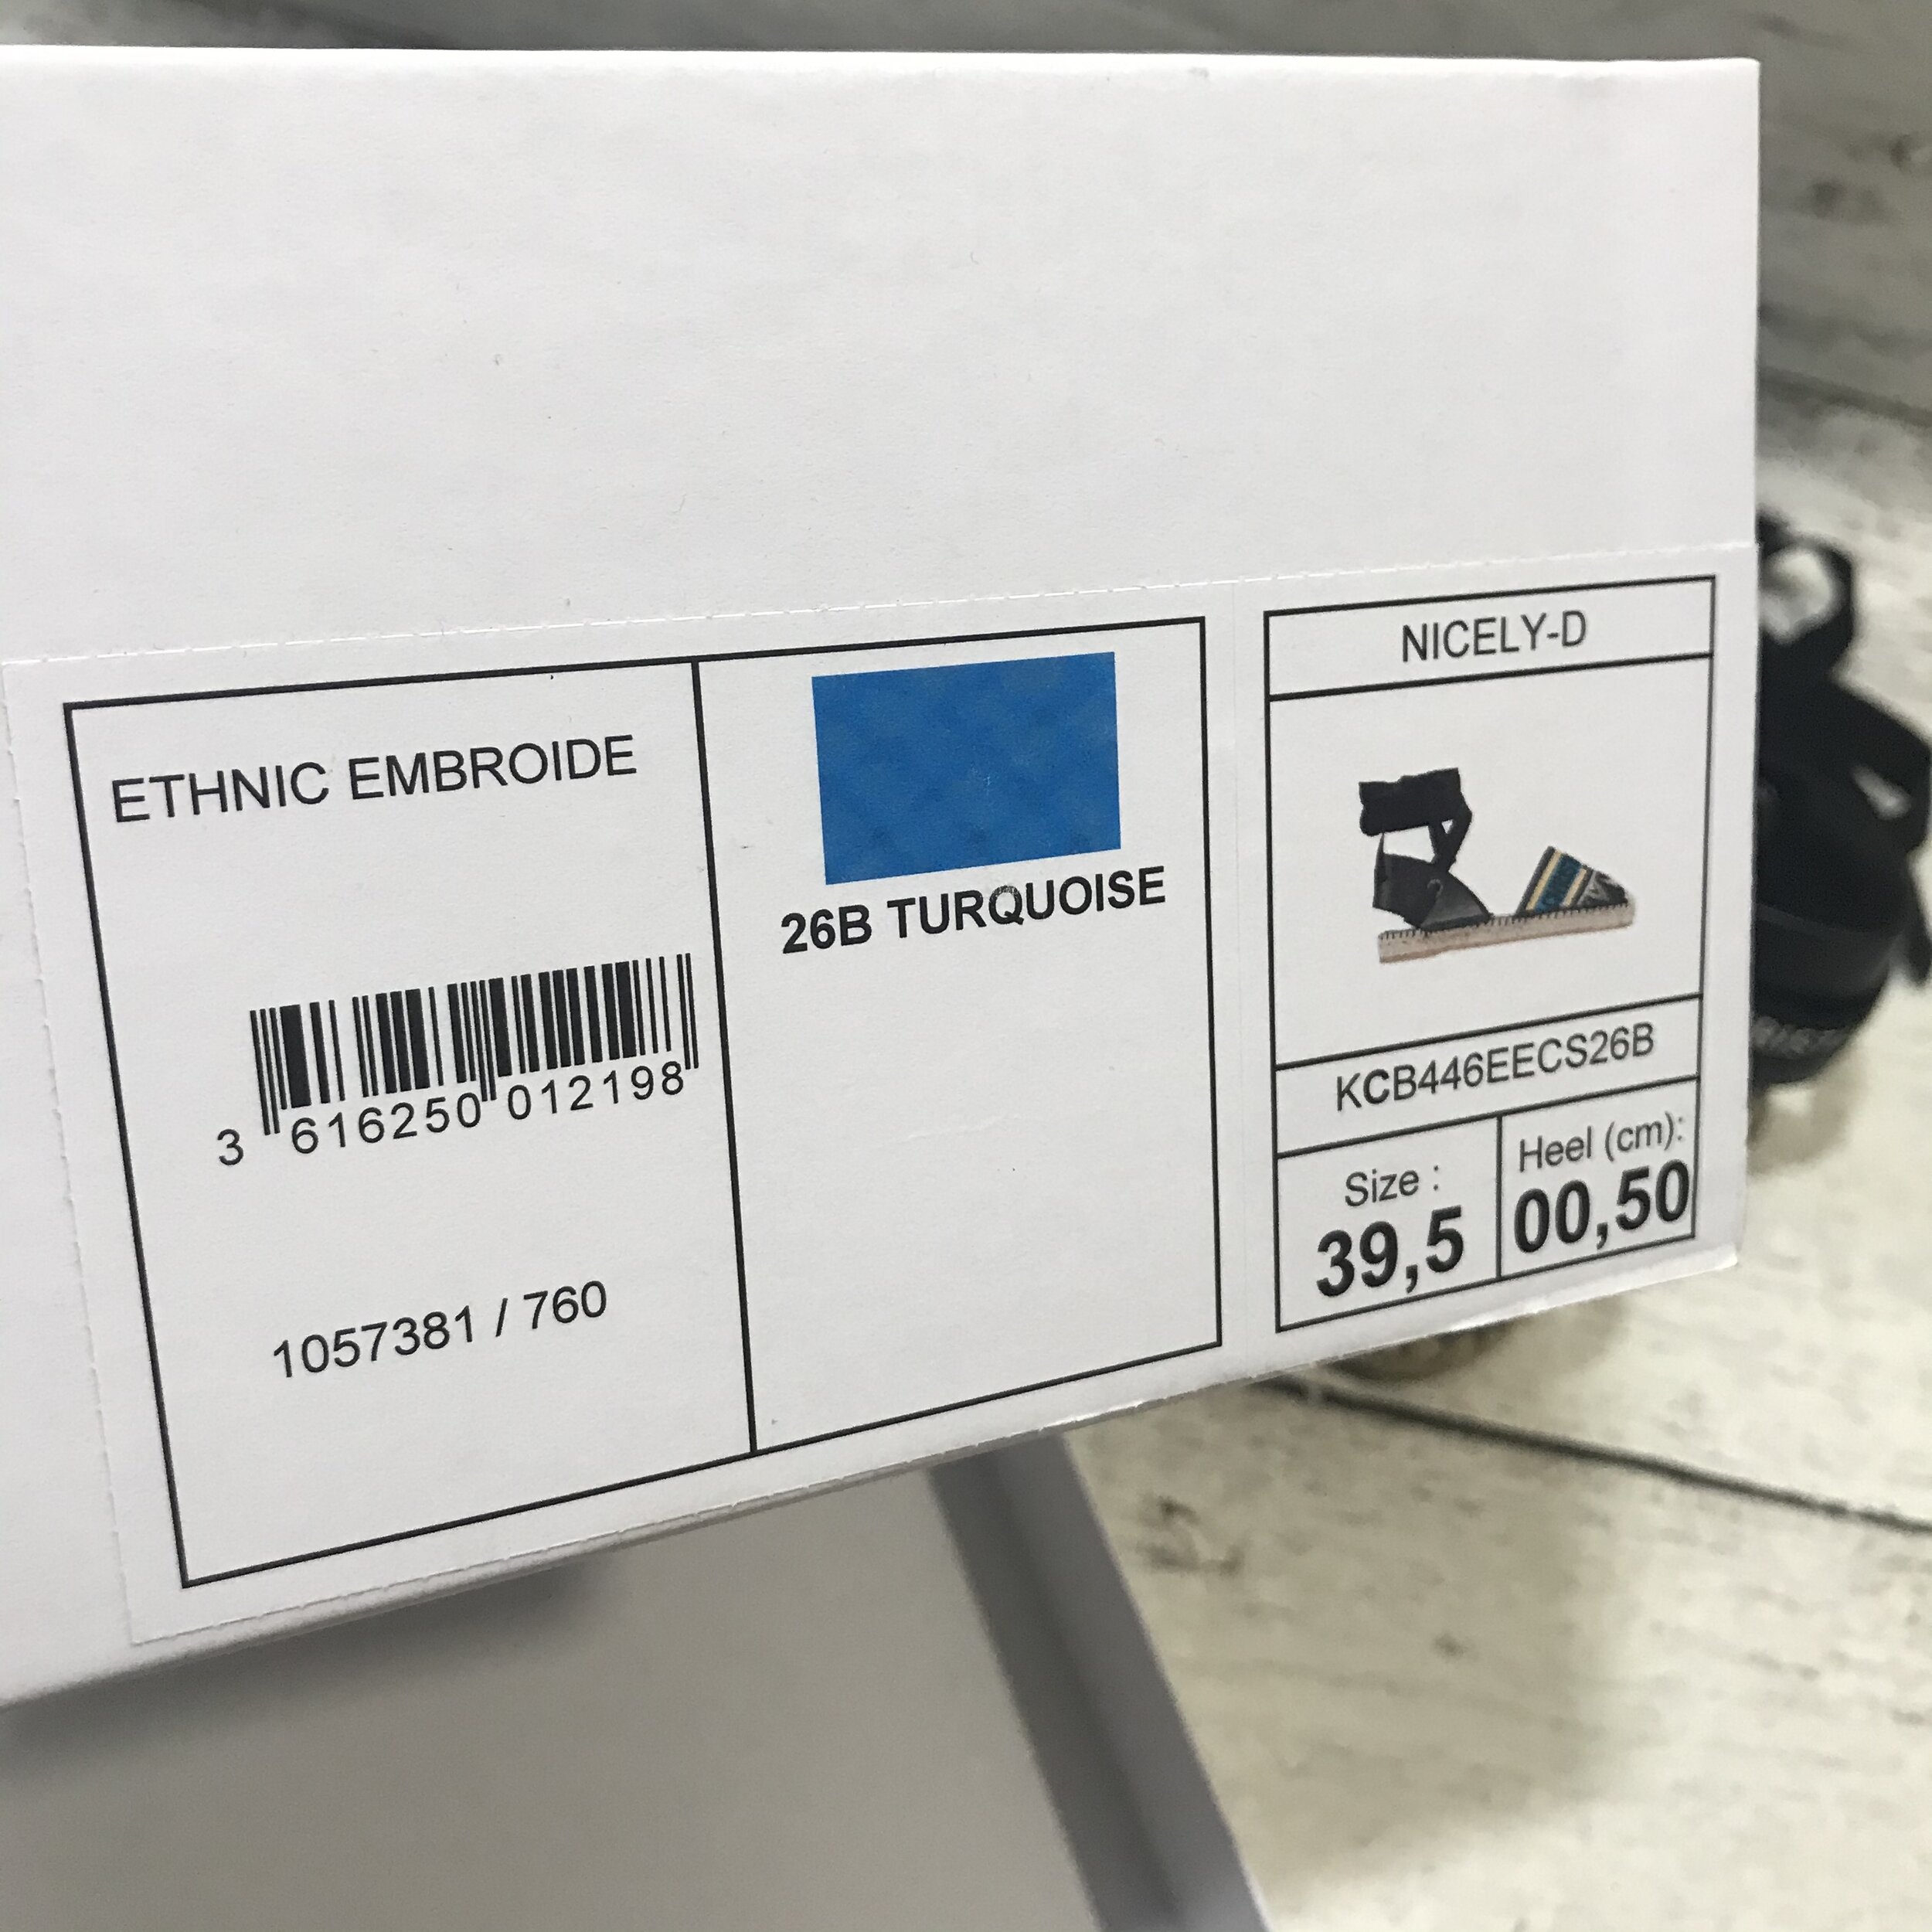 ETHNIC EMBROIDE
3 616250 012198
1057381 / 760
26B TURQUOISE
NICELY-D
KCB446EECS26B
Size :
39,5
Heel (cm):
00,50